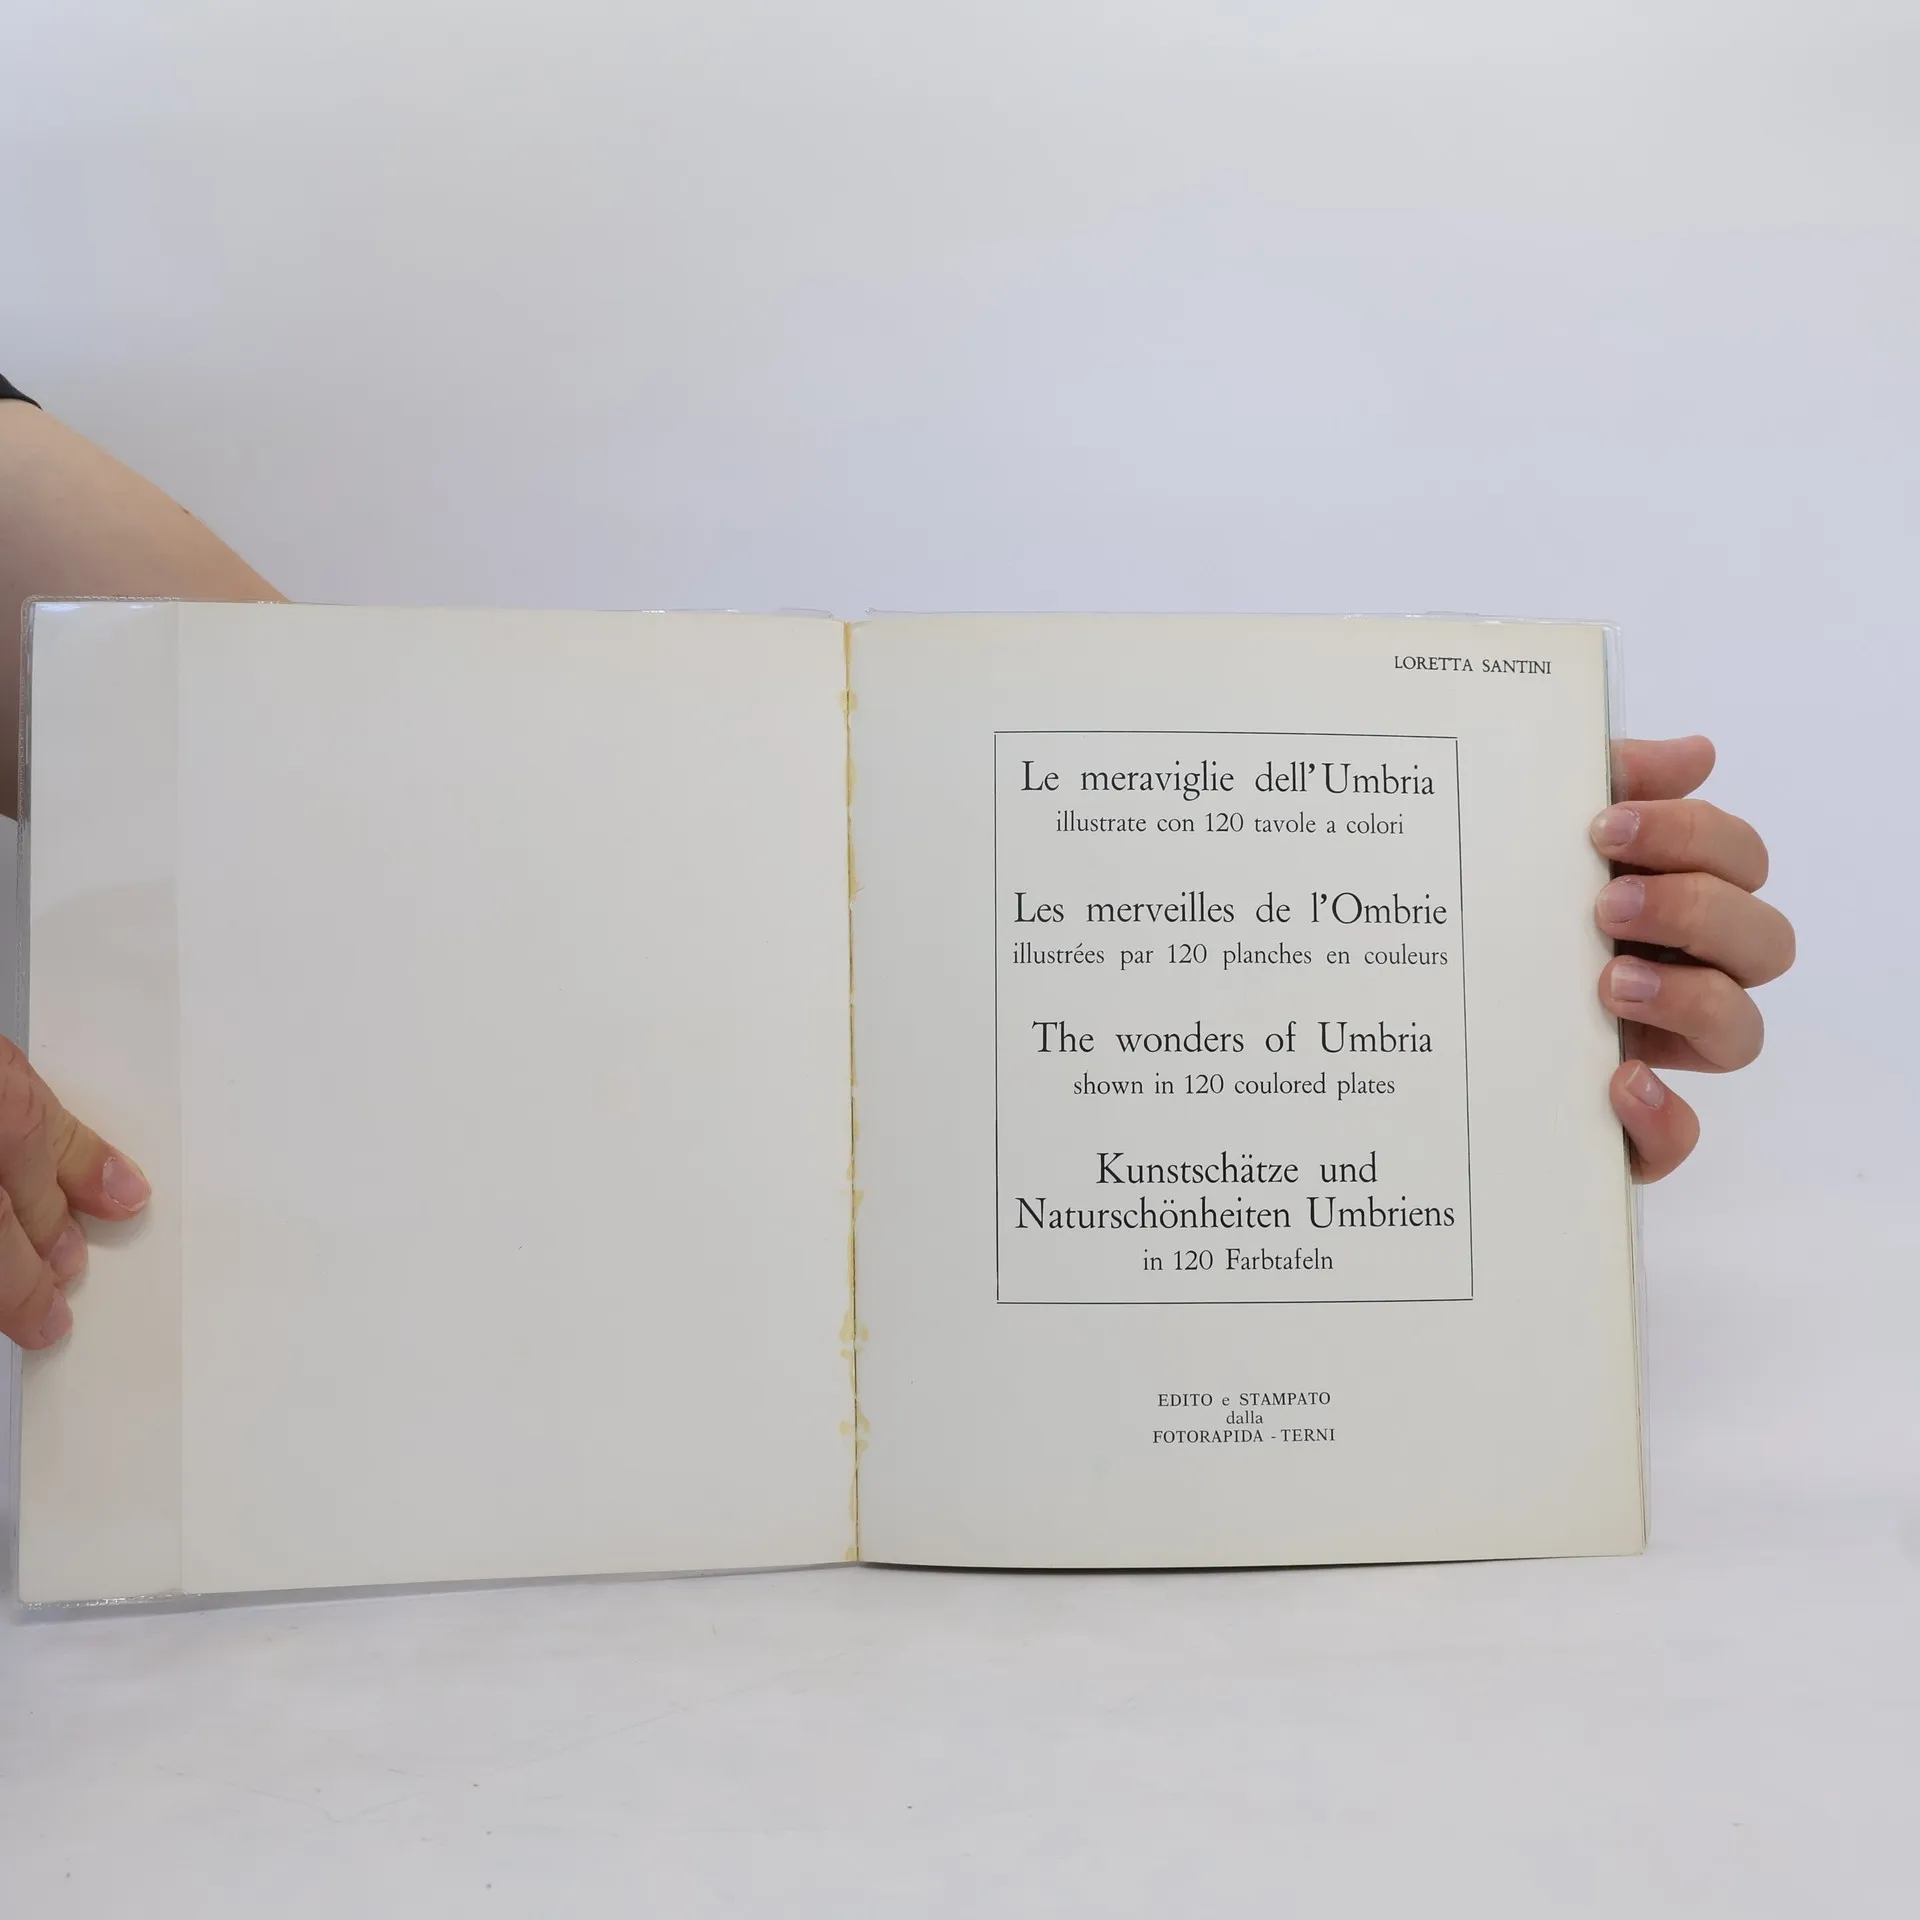 LORETTA SANTINI
Le meraviglie dell'Umbria
illustrate con 120 tavole a colori
Les merveilles de l'Ombrie
illustrées par 120 planches en couleurs
The wonders of Umbria
shown in 120 coulored plates
Kunstschätze und
Naturschönheiten Umbriens
in 120 Farbtafeln
EDITO e STAMPATO
dalla
FOTORAPIDA - TERNI